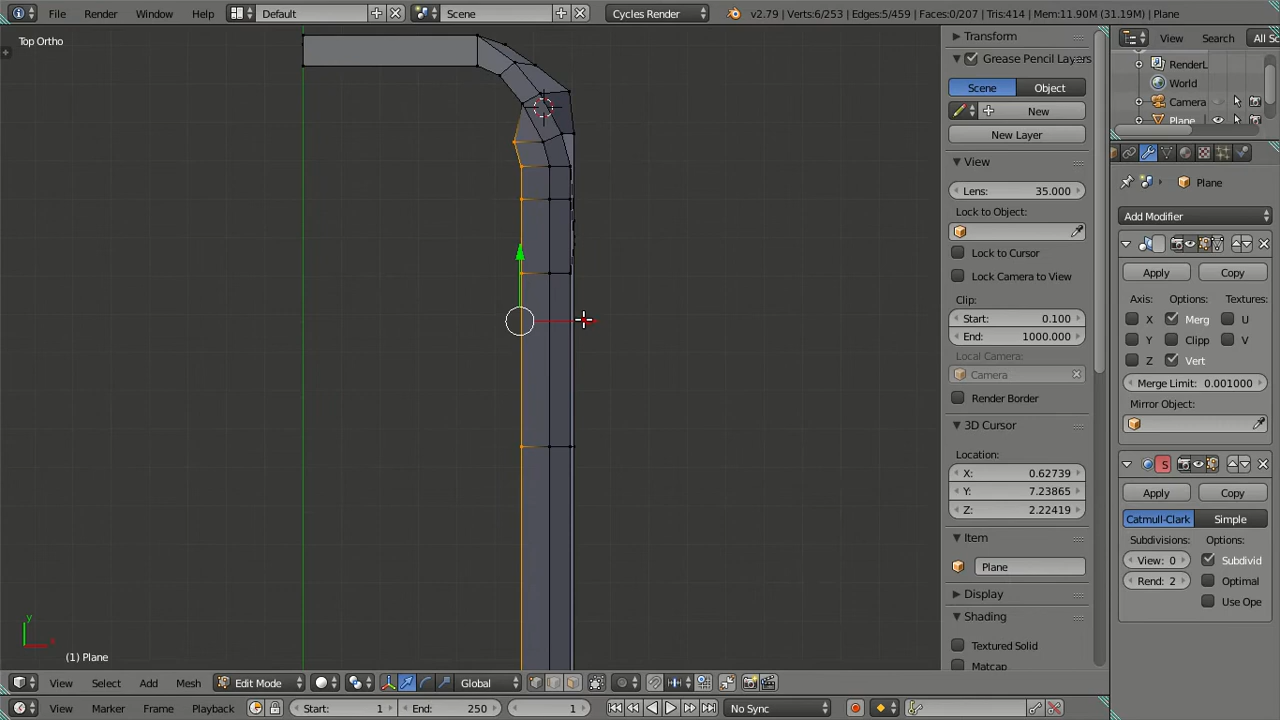 File Render Window Help Default Scene Cycles Render v2.79 | Verts:6/253 | Edges:5/459 | Faces:0/207 | Tris:414 | Mem:11.90M (31.19M) | Plane
Top Ortho
Transform
Grease Pencil Layers
Scene Object
New
New Layer
View
Lens: 35.000
Lock to Object:
Lock to Cursor
Lock Camera to View
Clip:
Start: 0.100
End: 1000.000
Local Camera:
Camera
Render Border
3D Cursor
Location:
X: 0.62739
Y: 7.23865
Z: 2.22419
Item
Plane
Display
Shading
Textured Solid
Matcap
View Search All Sc
RenderL
World
Camera
Plane
Plane
Add Modifier
Apply Copy
Axis: Options: Textures:
X Merg U
Y Clipp V
Z Vert
Merge Limit: 0.001000
Mirror Object:
S
Apply Copy
Catmull-Clark Simple
Subdivisions: Options:
View: 0 Subdivid
Rend: 2 Optimal
Use Ope
y
x
(1) Plane
View Select Add Mesh Edit Mode Global
View Marker Frame Playback Start: 1 End: 250 1 No Sync